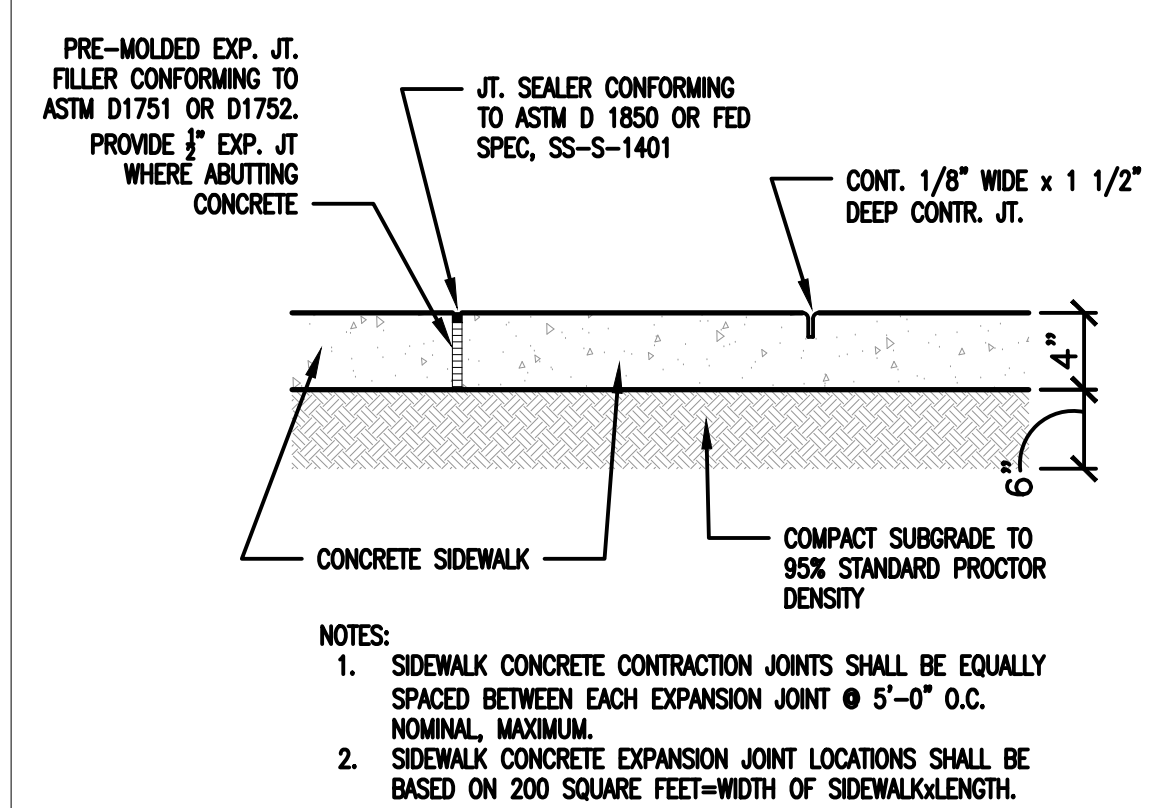 PRE-MOLDED EXP. JT.
FILLER CONFORMING TO
ASTM D1751 OR D1752.
PROVIDE ½" EXP. JT
WHERE ABUTTING
CONCRETE
JT. SEALER CONFORMING
TO ASTM D 1850 OR FED
SPEC, SS-S-1401
CONT. 1/8" WIDE x 1 1/2"
DEEP CONTR. JT.
4"
6"
CONCRETE SIDEWALK
COMPACT SUBGRADE TO
95% STANDARD PROCTOR
DENSITY
NOTES:
1. SIDEWALK CONCRETE CONTRACTION JOINTS SHALL BE EQUALLY
SPACED BETWEEN EACH EXPANSION JOINT @ 5'-0" O.C.
NOMINAL, MAXIMUM.
2. SIDEWALK CONCRETE EXPANSION JOINT LOCATIONS SHALL BE
BASED ON 200 SQUARE FEET=WIDTH OF SIDEWALKxLENGTH.